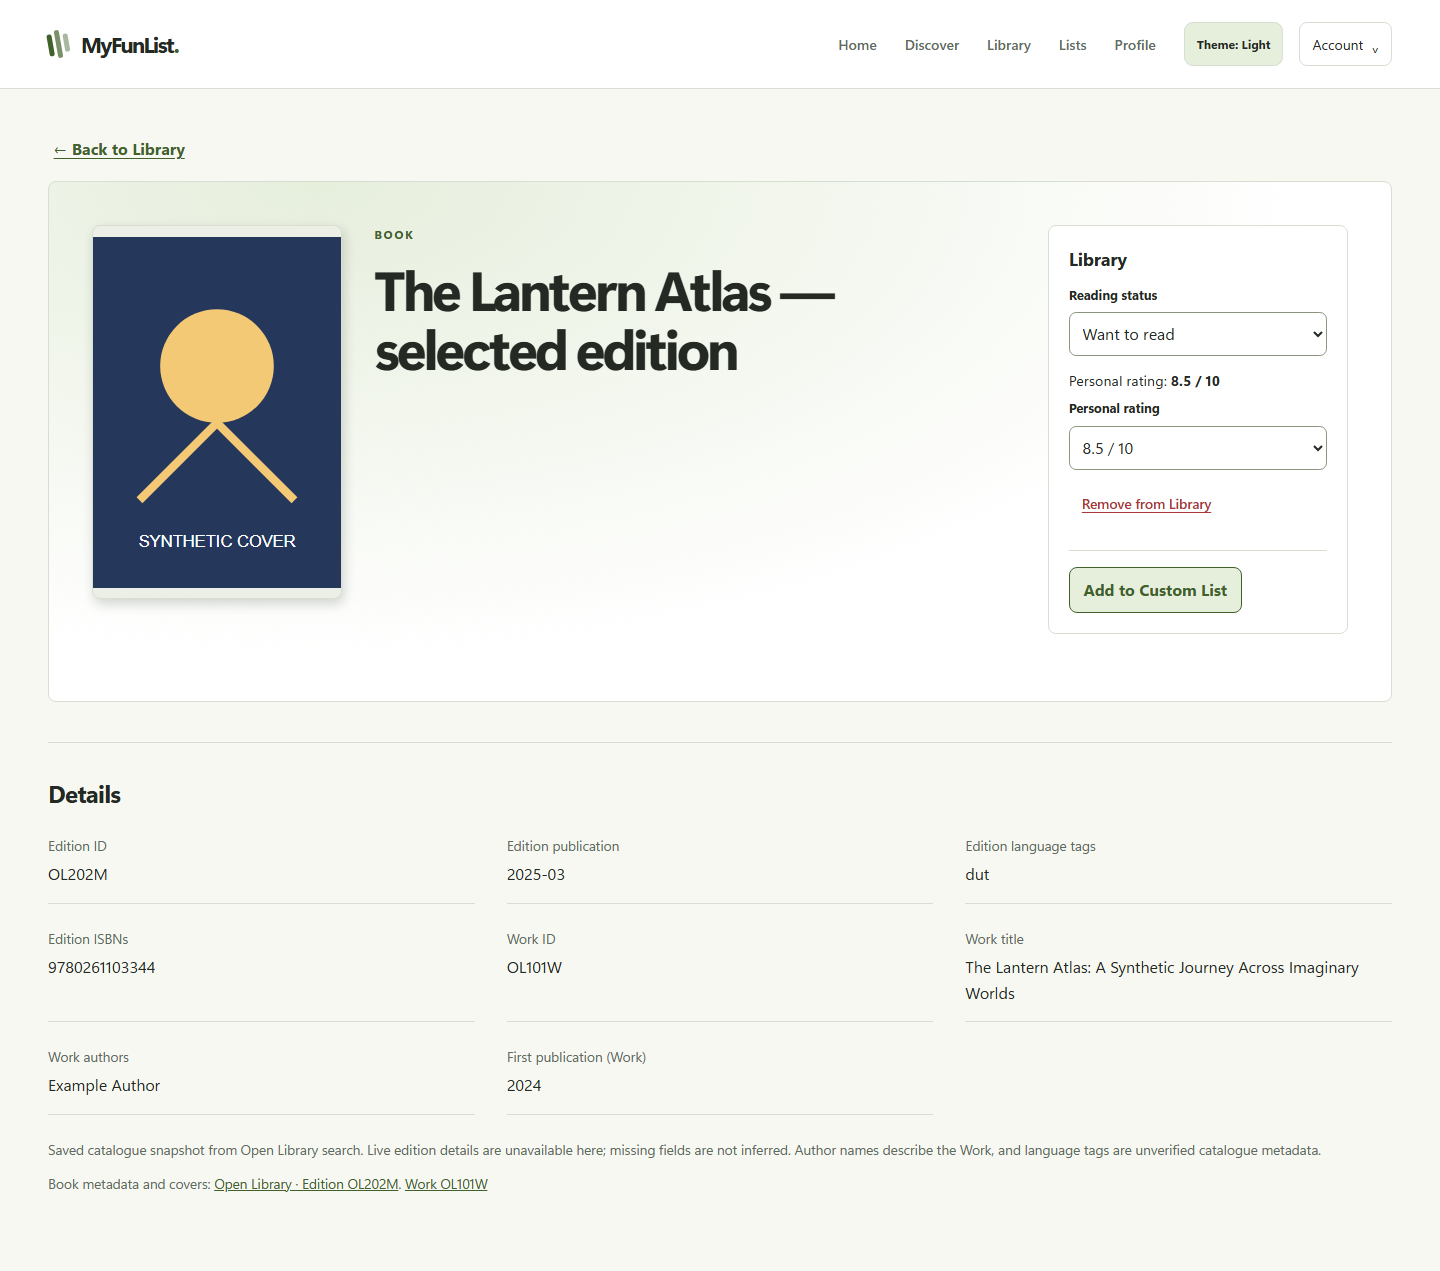 MyFunList.
Home Discover Library Lists Profile Theme: Light Account v
← Back to Library
BOOK
The Lantern Atlas —
selected edition
SYNTHETIC COVER
Library
Reading status
Want to read
Personal rating: 8.5 / 10
Personal rating
8.5 / 10
Remove from Library
Add to Custom List
Details
Edition ID
OL202M
Edition publication
2025-03
Edition language tags
dut
Edition ISBNs
9780261103344
Work ID
OL101W
Work title
The Lantern Atlas: A Synthetic Journey Across Imaginary
Worlds
Work authors
Example Author
First publication (Work)
2024
Saved catalogue snapshot from Open Library search. Live edition details are unavailable here; missing fields are not inferred. Author names describe the Work, and language tags are unverified catalogue metadata.
Book metadata and covers: Open Library · Edition OL202M. Work OL101W